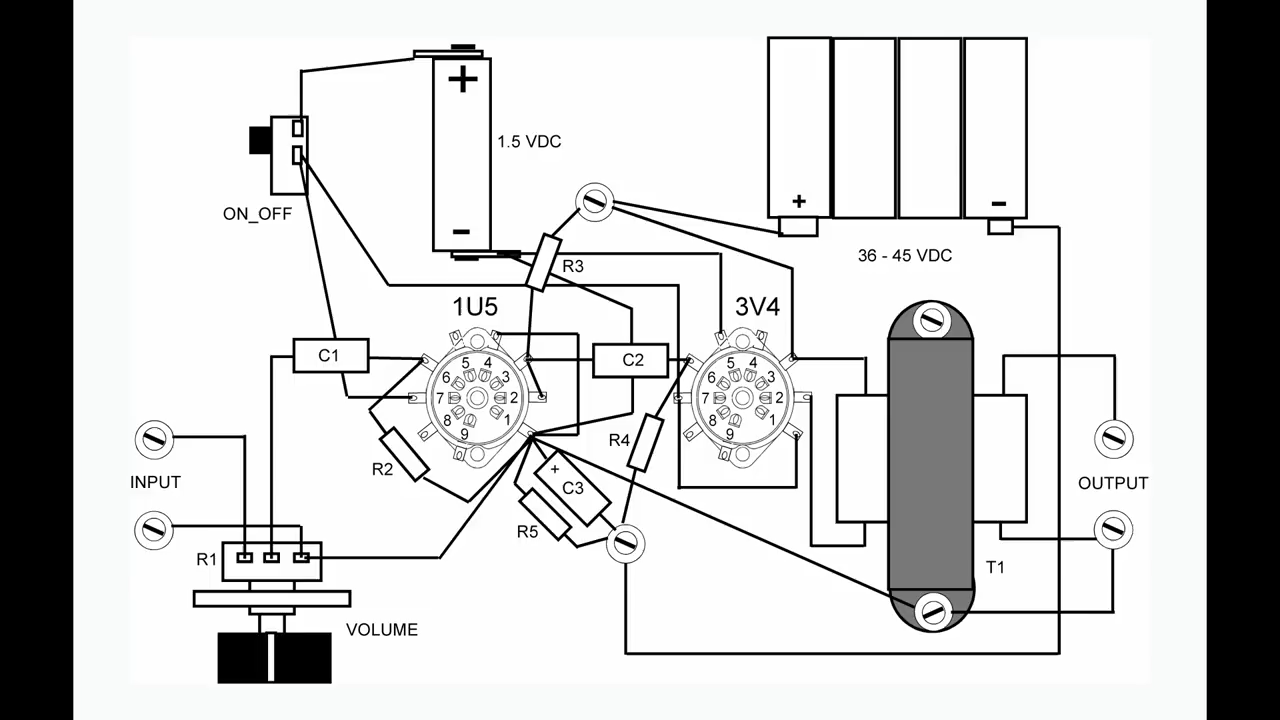 +
1.5 VDC
-
ON_OFF
+
-
36 - 45 VDC
R3
1U5
3V4
C1
C2
5 4
6 3
7 2
8 1
9
5 4
6 3
7 2
8 1
9
R2
R4
+
C3
R5
INPUT
OUTPUT
R1
T1
VOLUME